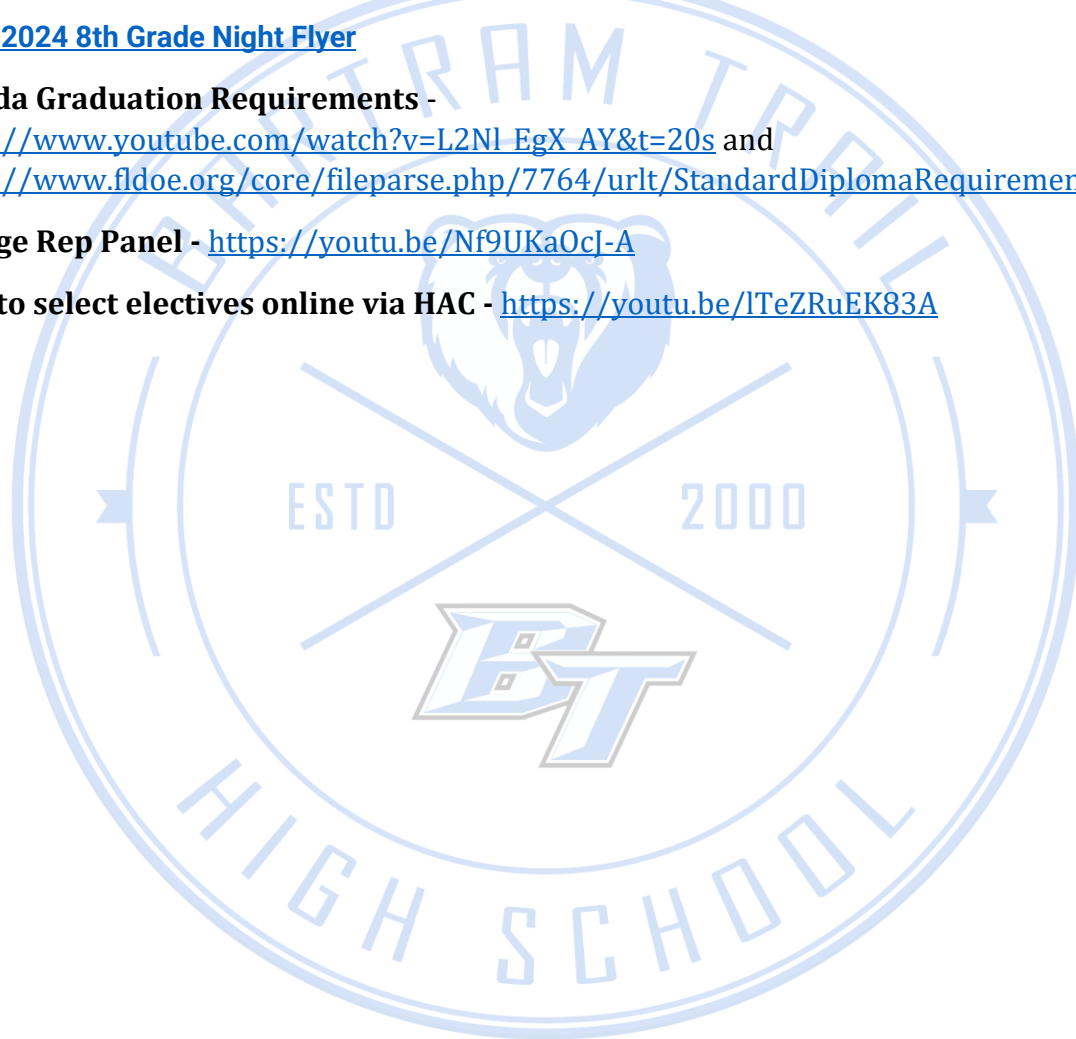 2024 8th Grade Night Flyer
da Graduation Requirements -
://www.youtube.com/watch?v=L2Nl_EgX_AY&t=20s and
://www.fldoe.org/core/fileparse.php/7764/urlt/StandardDiplomaRequiremen
ge Rep Panel - https://youtu.be/Nf9UKaOcJ-A
to select electives online via HAC - https://youtu.be/lTeZRuEK83A
BARTRAM TRAIL
ESTD 2000
BT
HIGH SCHOOL